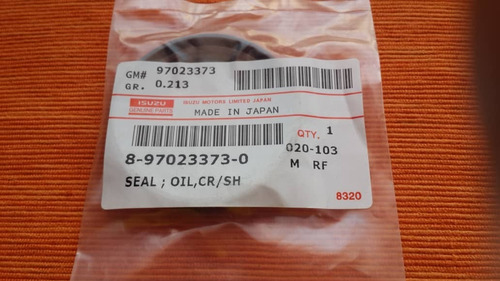 GM# 97023373
GR. 0.213
ISUZU
GENUINE PARTS
ISUZU MOTORS LIMITED JAPAN
MADE IN JAPAN
QTY. 1
8-97023373-0
020-103
M RF
SEAL ; OIL,CR/SH
8320